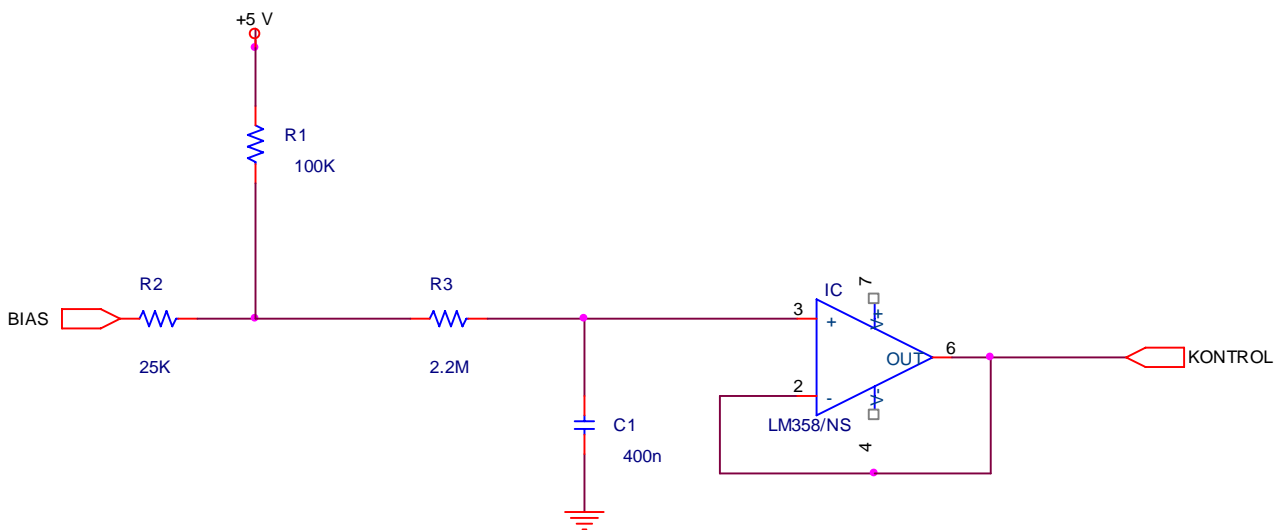 +5 V
R1
100K
R2
R3
BIAS
25K
2.2M
C1
400n
IC
7
3
+
V+
OUT
6
KONTROL
2
-
V-
LM358/NS
4